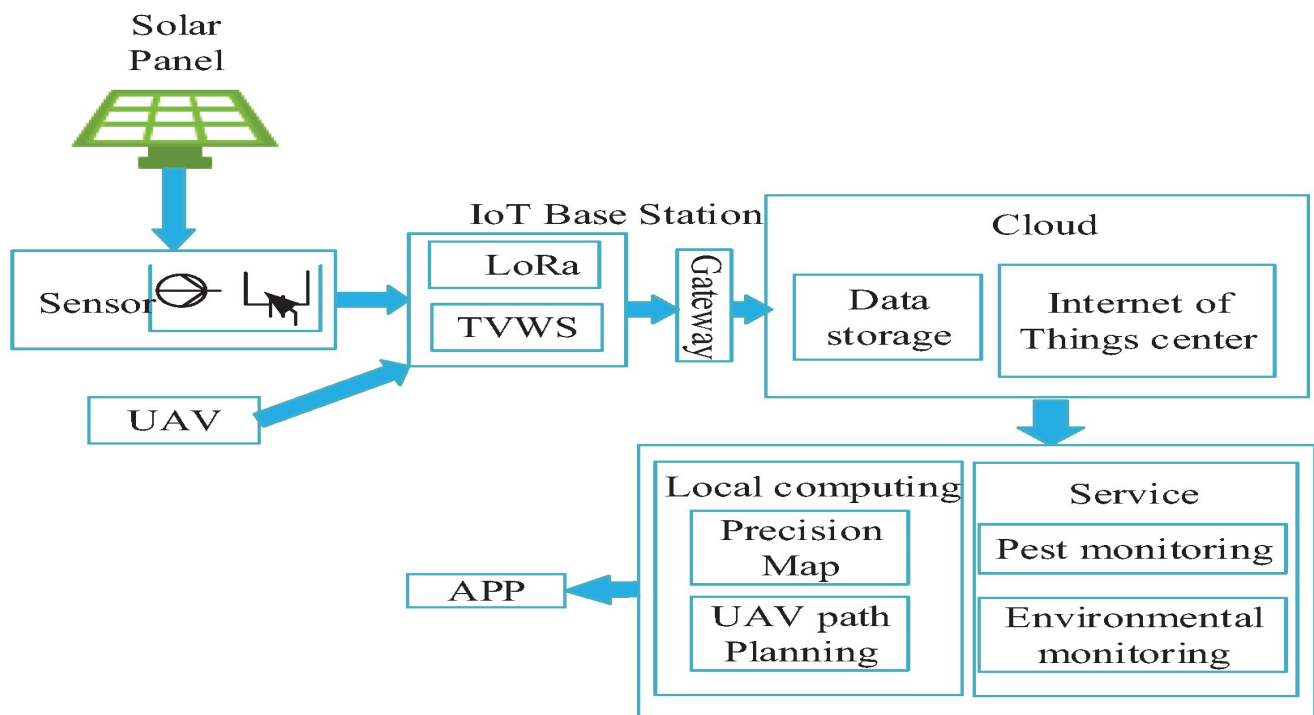 Solar
Panel
IoT Base Station
Cloud
LoRa
Gateway
Sensor
Data
storage
Internet of
Things center
TVWS
UAV
Local computing
Service
Precision
Map
Pest monitoring
APP
UAV path
Planning
Environmental
monitoring